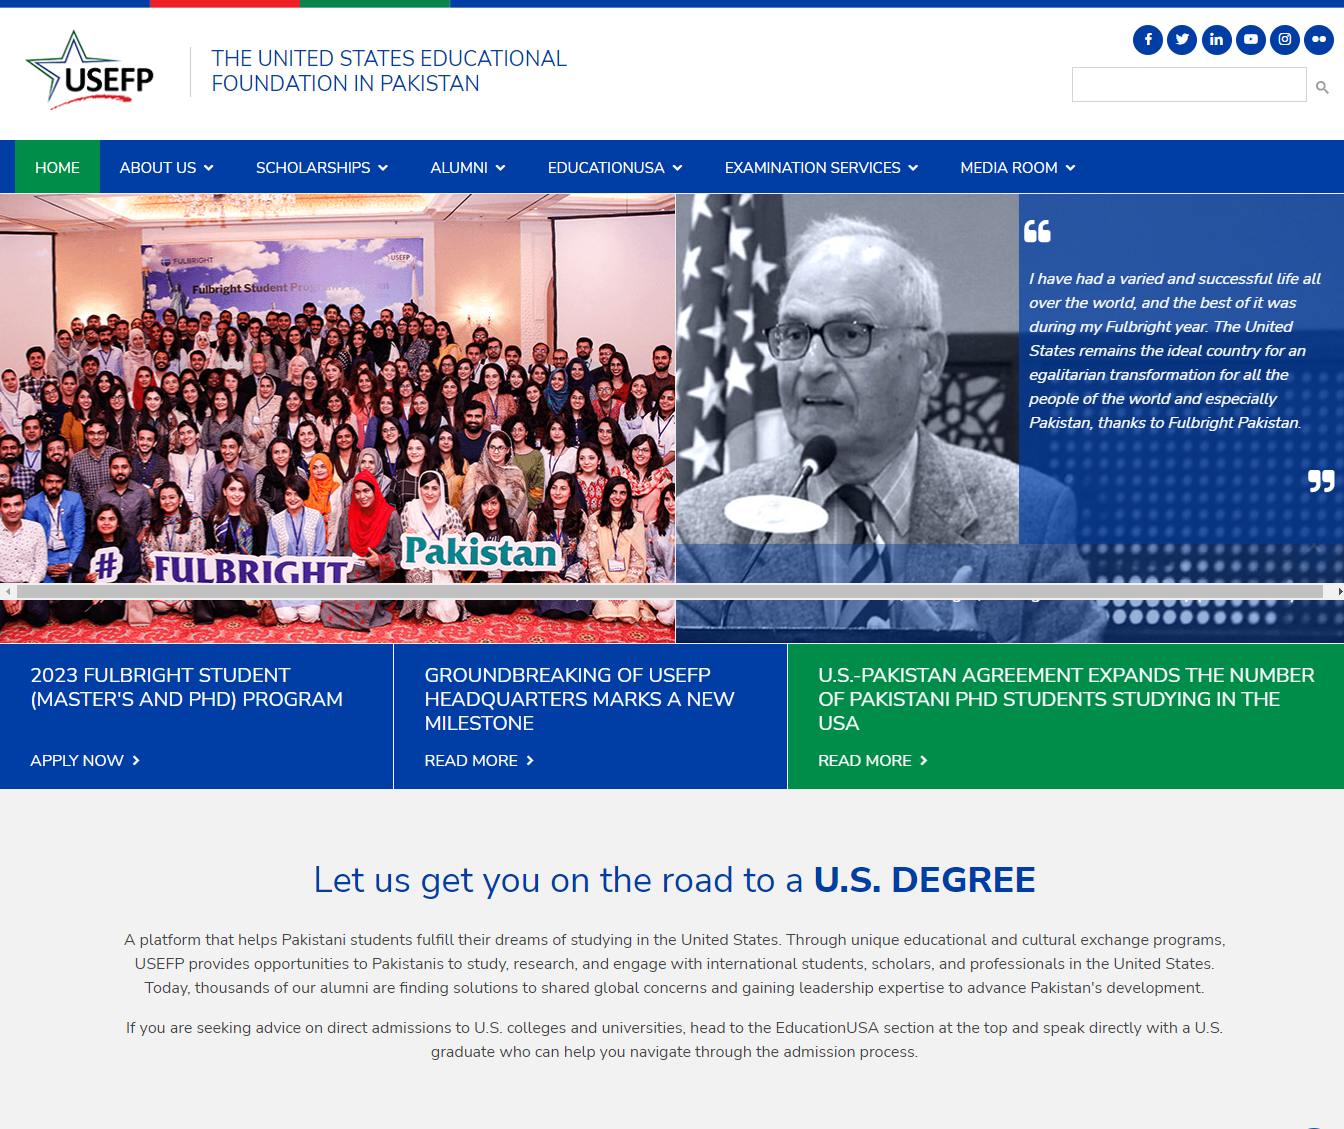 USEFP
THE UNITED STATES EDUCATIONAL
FOUNDATION IN PAKISTAN
HOME
ABOUT US
SCHOLARSHIPS
ALUMNI
EDUCATIONUSA
EXAMINATION SERVICES
MEDIA ROOM
FULBRIGHT
USEFP
Fulbright Student
# FULBRIGHT
Pakistan
“
I have had a varied and successful life all
over the world, and the best of it was
during my Fulbright year. The United
States remains the ideal country for an
egalitarian transformation for all the
people of the world and especially
Pakistan, thanks to Fulbright Pakistan.
”
2023 FULBRIGHT STUDENT
(MASTER'S AND PHD) PROGRAM
APPLY NOW
GROUNDBREAKING OF USEFP
HEADQUARTERS MARKS A NEW
MILESTONE
READ MORE
U.S.-PAKISTAN AGREEMENT EXPANDS THE NUMBER
OF PAKISTANI PHD STUDENTS STUDYING IN THE
USA
READ MORE
Let us get you on the road to a U.S. DEGREE
A platform that helps Pakistani students fulfill their dreams of studying in the United States. Through unique educational and cultural exchange programs,
USEFP provides opportunities to Pakistanis to study, research, and engage with international students, scholars, and professionals in the United States.
Today, thousands of our alumni are finding solutions to shared global concerns and gaining leadership expertise to advance Pakistan's development.
If you are seeking advice on direct admissions to U.S. colleges and universities, head to the EducationUSA section at the top and speak directly with a U.S.
graduate who can help you navigate through the admission process.